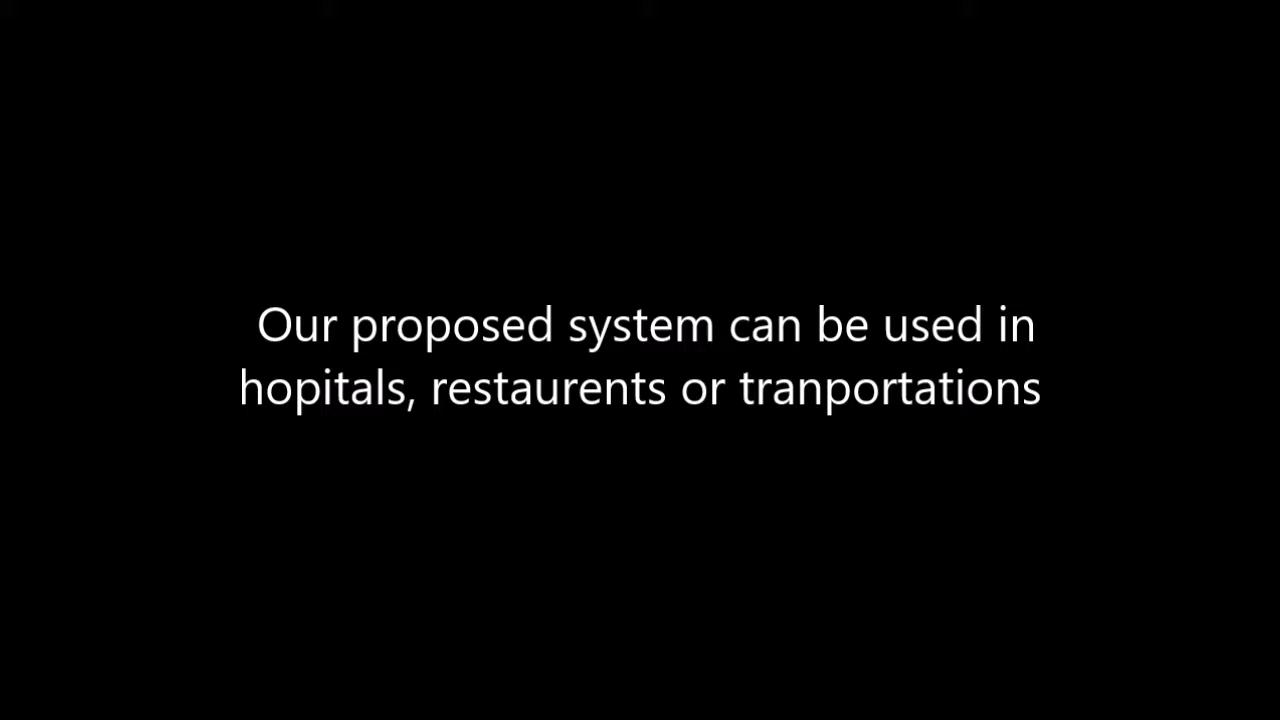 Our proposed system can be used in
hopitals, restaurents or tranportations